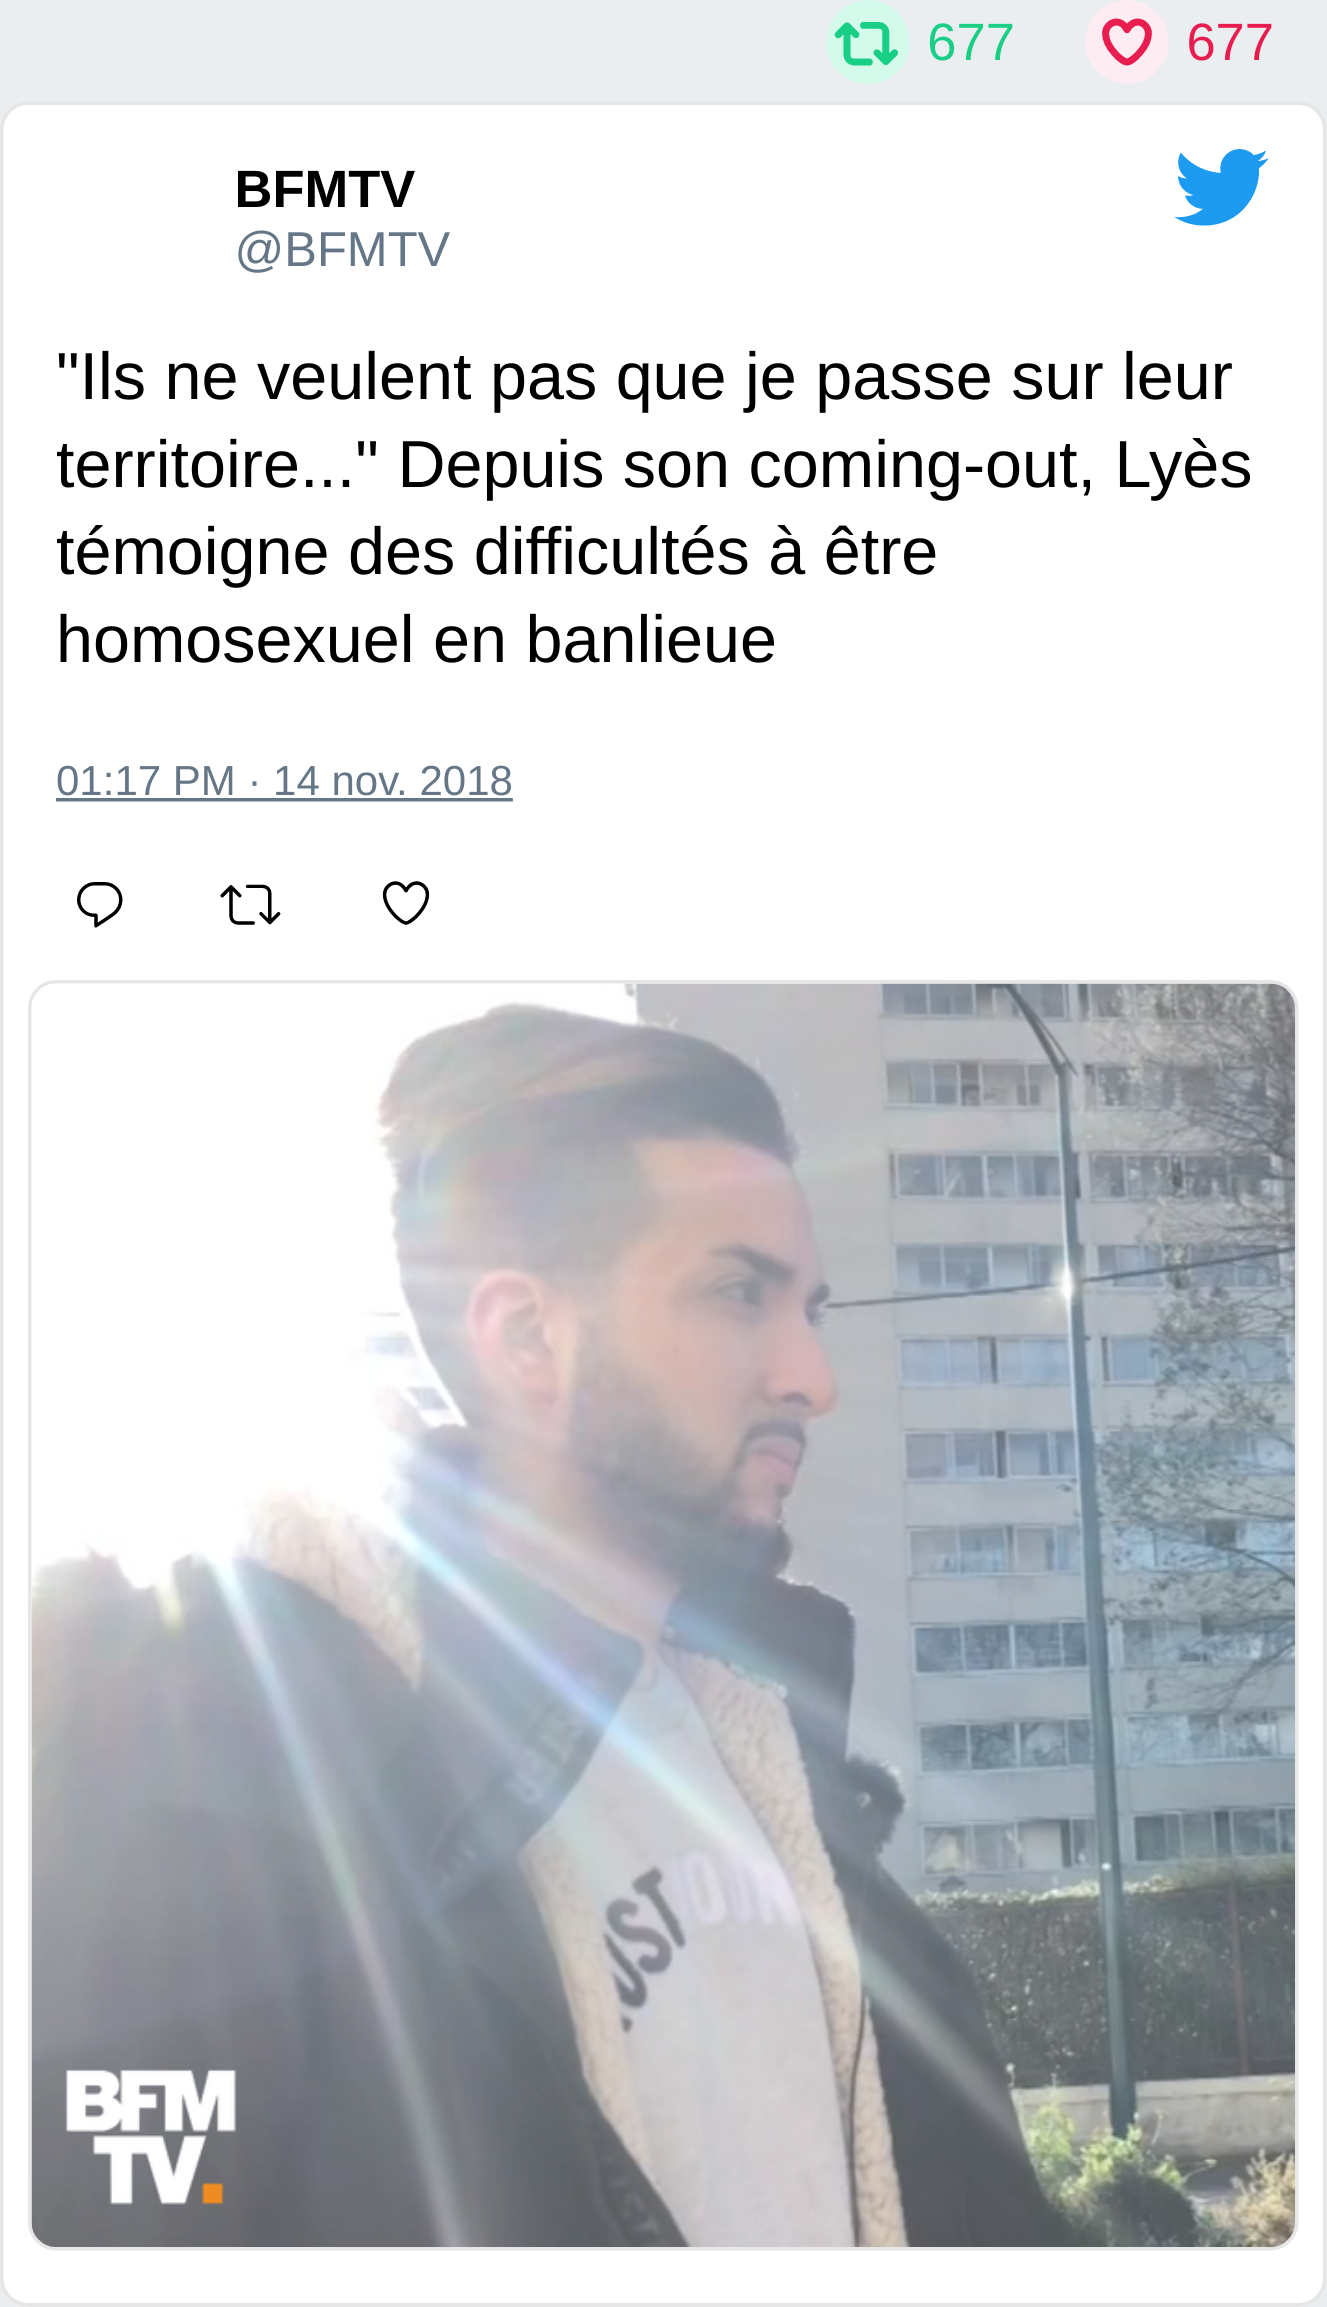 677 677
BFMTV
@BFMTV
"Ils ne veulent pas que je passe sur leur
territoire..." Depuis son coming-out, Lyès
témoigne des difficultés à être
homosexuel en banlieue
01:17 PM · 14 nov. 2018
BFM
TV.